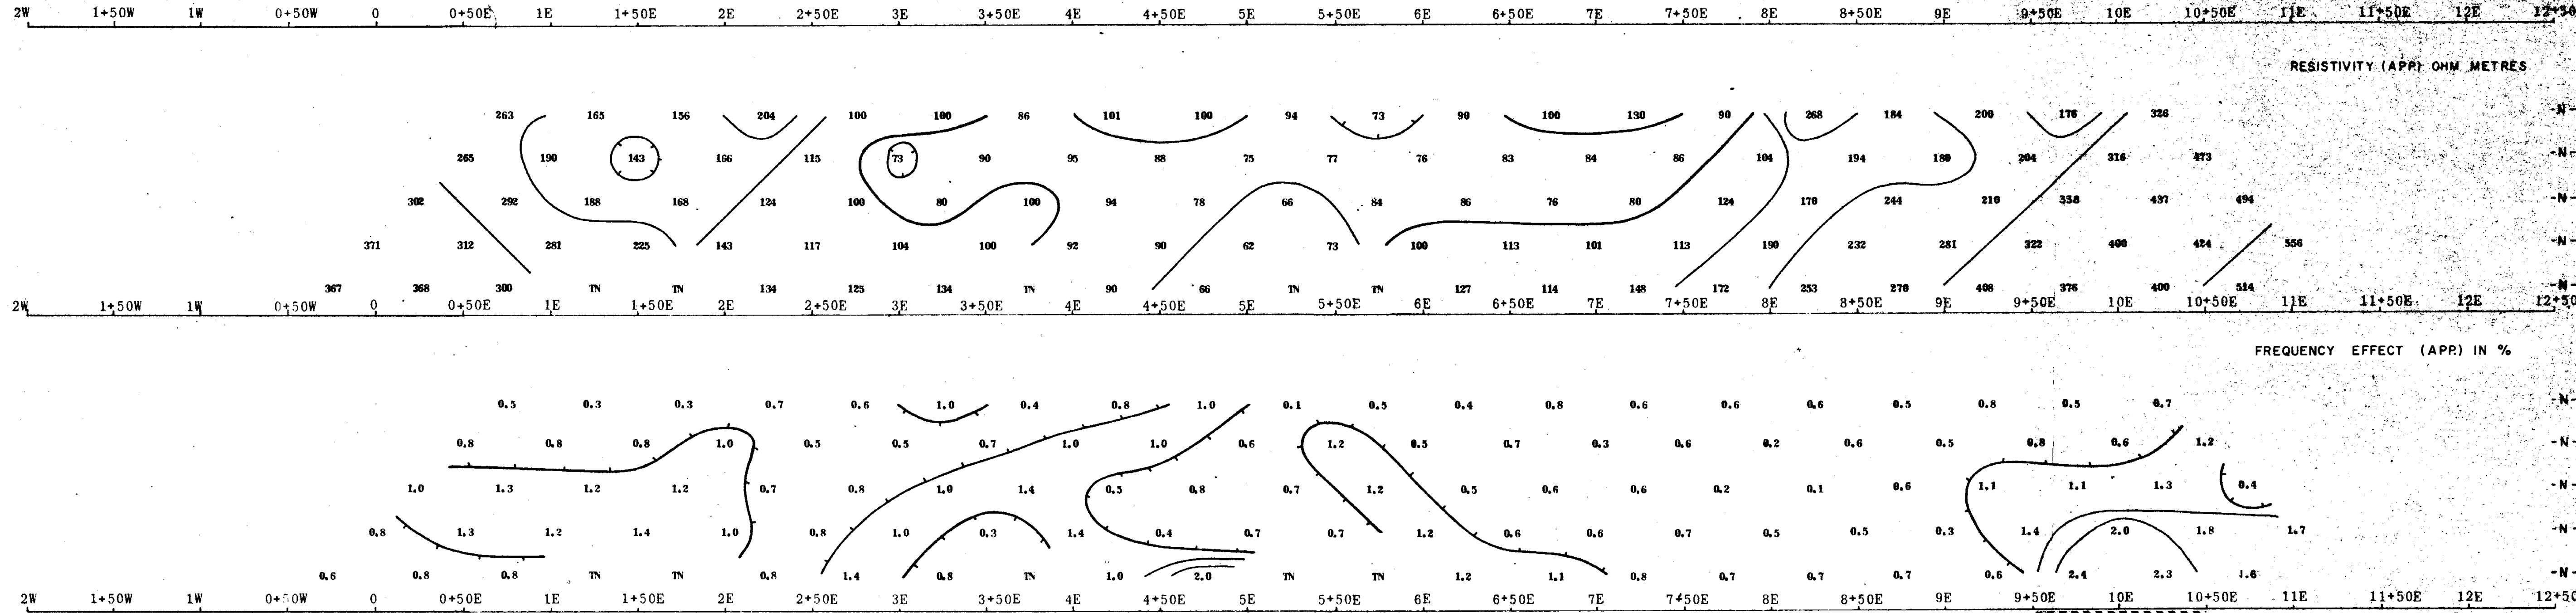 2W 1+50W 1W 0+50W 0 0+50E 1E 1+50E 2E 2+50E 3E 3+50E 4E 4+50E 5E 5+50E 6E 6+50E 7E 7+50E 8E 8+50E 9E 9+50E 10E 10+50E 11E 11+50E 12E 12+50
RESISTIVITY (APP.) OHM METRES
263 165 156 204 100 100 86 101 100 94 73 90 100 130 90 268 184 200 176 326 -N-
265 190 143 166 115 73 90 95 88 75 77 76 83 84 86 104 194 180 204 316 473 -N-
302 292 188 168 124 100 80 100 94 78 66 84 86 76 80 124 170 244 210 338 437 494 -N-
371 312 281 225 143 117 104 100 92 90 62 73 100 113 101 113 190 232 281 322 400 424 556 -N-
367 368 300 TN TN 134 125 134 TN 90 66 TN TN 127 114 148 172 253 270 408 376 400 514 -N-
2W 1+50W 1W 0+50W 0 0+50E 1E 1+50E 2E 2+50E 3E 3+50E 4E 4+50E 5E 5+50E 6E 6+50E 7E 7+50E 8E 8+50E 9E 9+50E 10E 10+50E 11E 11+50E 12E 12+50
FREQUENCY EFFECT (APP.) IN %
0.5 0.3 0.3 0.7 0.6 1.0 0.4 0.8 1.0 0.1 0.5 0.4 0.8 0.6 0.6 0.6 0.5 0.8 0.5 0.7 -N-
0.8 0.8 0.8 1.0 0.5 0.5 0.7 1.0 1.0 0.6 1.2 0.5 0.7 0.3 0.6 0.2 0.6 0.5 0.8 0.6 1.2 -N-
1.0 1.3 1.2 1.2 0.7 0.8 1.0 1.4 0.5 0.8 0.7 1.2 0.5 0.6 0.6 0.2 0.1 0.6 1.1 1.1 1.3 0.4 -N-
0.8 1.3 1.2 1.4 1.0 0.8 1.0 0.3 1.4 0.4 0.7 0.7 1.2 0.6 0.6 0.7 0.5 0.5 0.3 1.4 2.0 1.8 1.7 -N-
0.6 0.8 0.8 TN TN 0.8 1.4 0.8 TN 1.0 2.0 TN TN 1.2 1.1 0.8 0.7 0.7 0.7 0.6 2.4 2.3 1.6 -N-
2W 1+50W 1W 0+50W 0 0+50E 1E 1+50E 2E 2+50E 3E 3+50E 4E 4+50E 5E 5+50E 6E 6+50E 7E 7+50E 8E 8+50E 9E 9+50E 10E 10+50E 11E 11+50E 12E 12+5